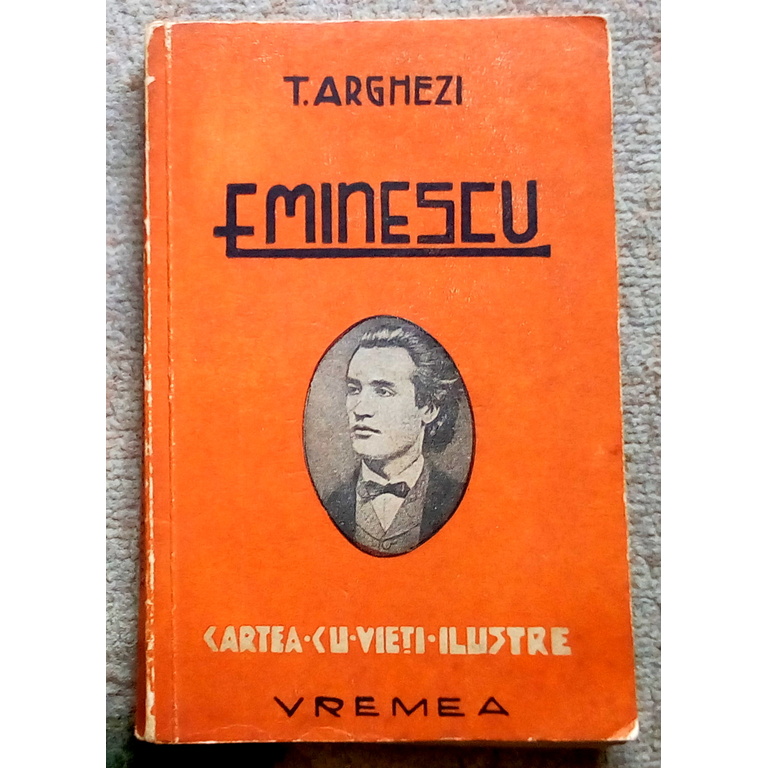 T. ARGHEZI
EMINESCU
CARTEA·CU·VIEȚI·ILUSTRE
VREMEA